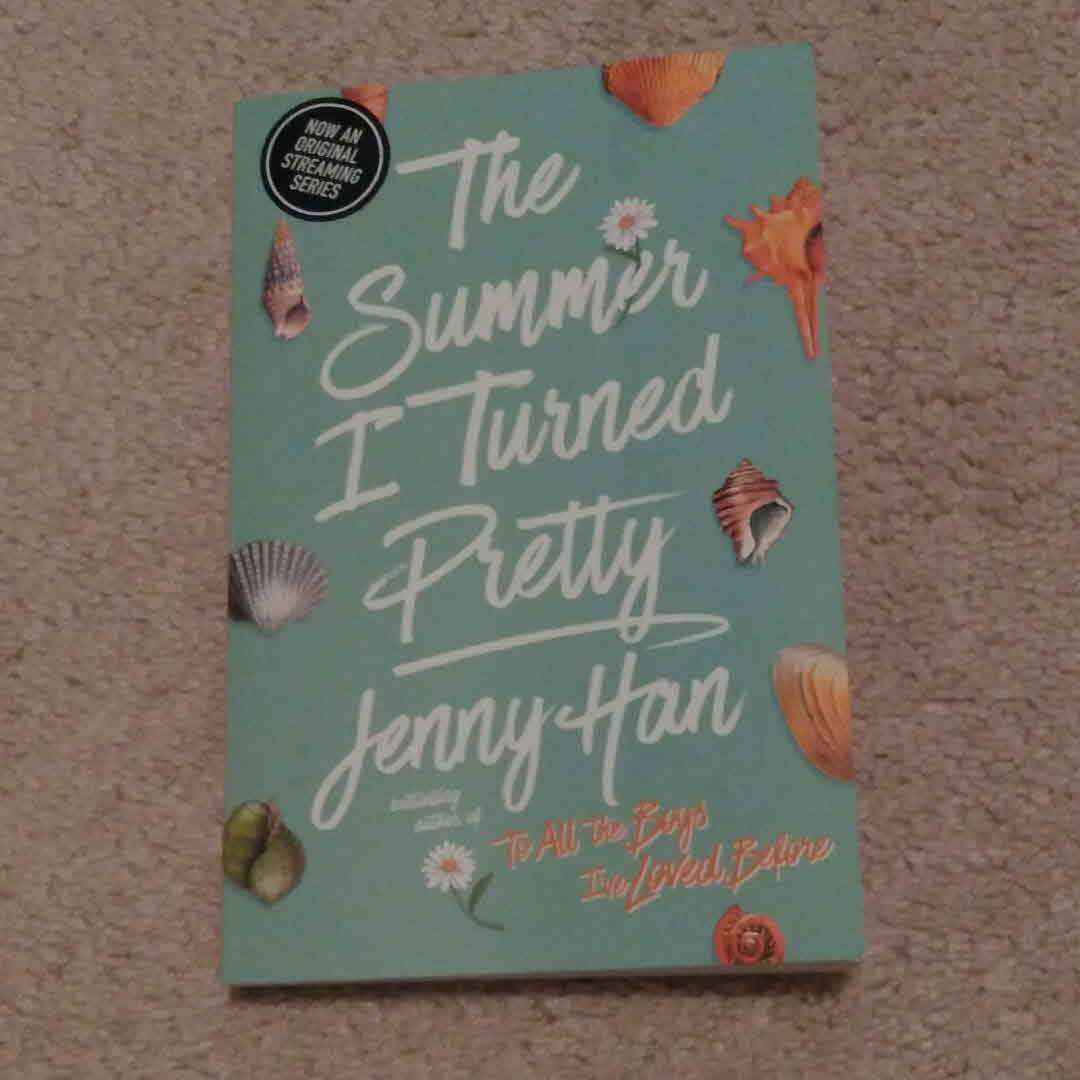 NOW AN
ORIGINAL
STREAMING
SERIES
The
Summer
I Turned
Pretty
Jenny Han
bestselling
author of
To All the Boys
I've Loved Before